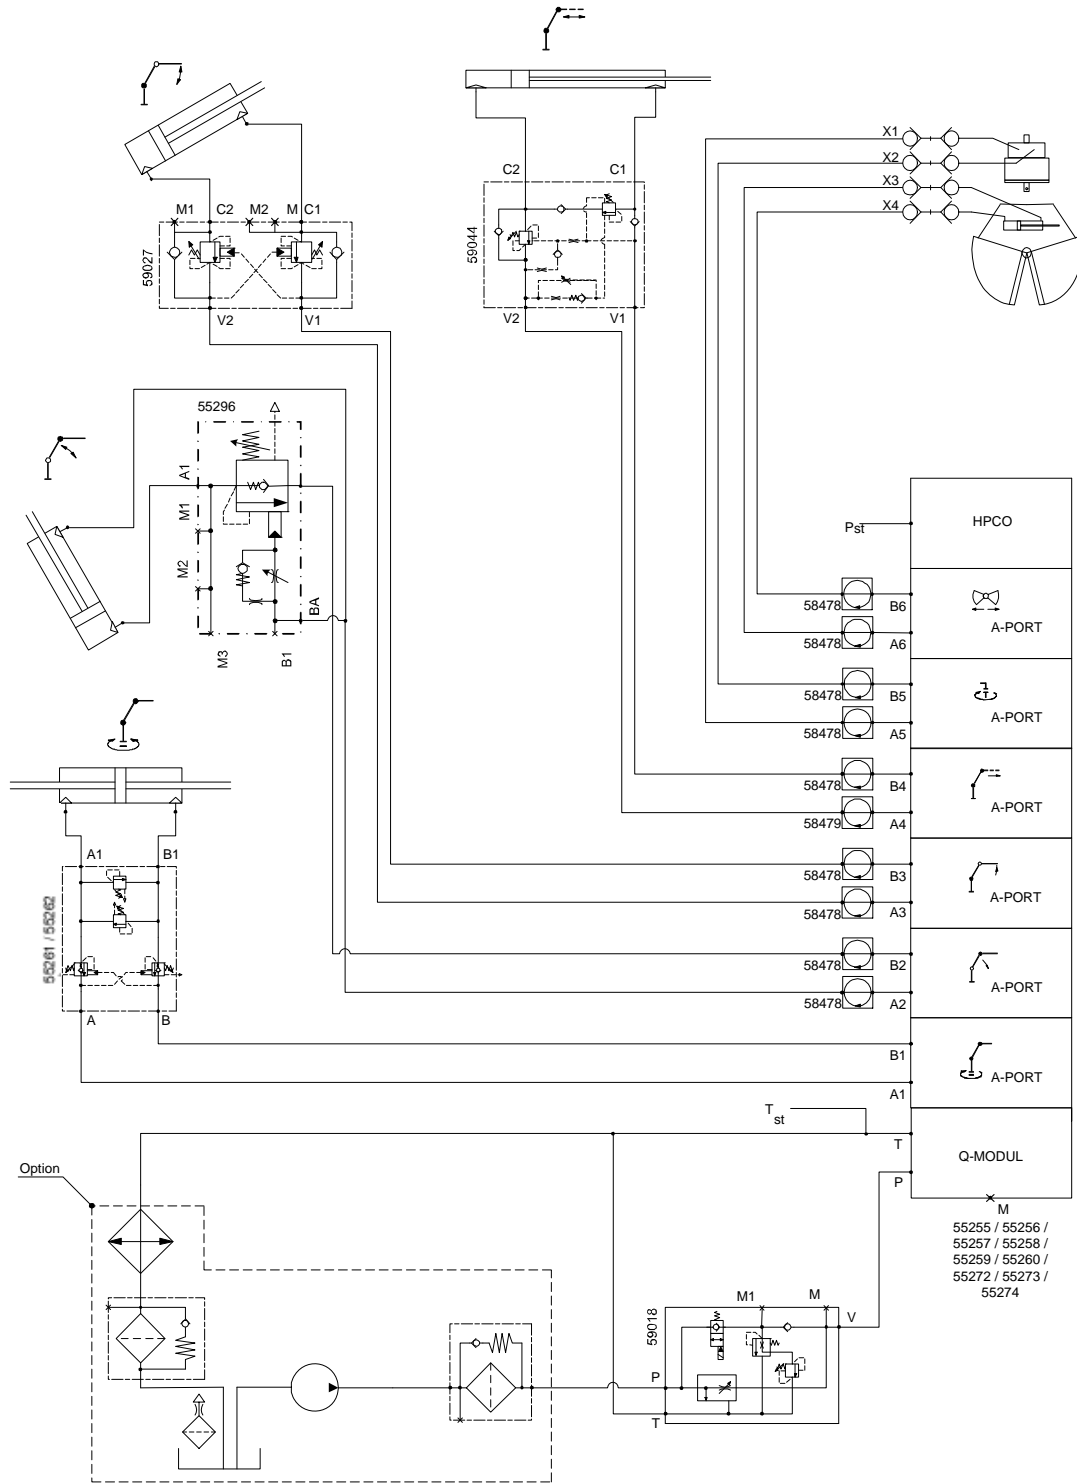 X1
X2
X3
X4
C2
C1
M1
C2
M2
M
C1
59027
59044
V2
V1
V2
V1
55296
A1
M1
M2
BA
M3
B1
HPCO
Pst
58478
B6
A-PORT
58478
A6
58478
B5
A-PORT
58478
A5
58478
B4
A-PORT
58479
A4
58478
B3
A-PORT
58478
A3
58478
B2
A-PORT
58478
A2
A1
B1
55261 / 55262
A
B
B1
A-PORT
A1
Tst
T
Q-MODUL
P
Option
M
55255 / 55256 /
55257 / 55258 /
55259 / 55260 /
55272 / 55273 /
55274
59018
M1
M
V
P
T